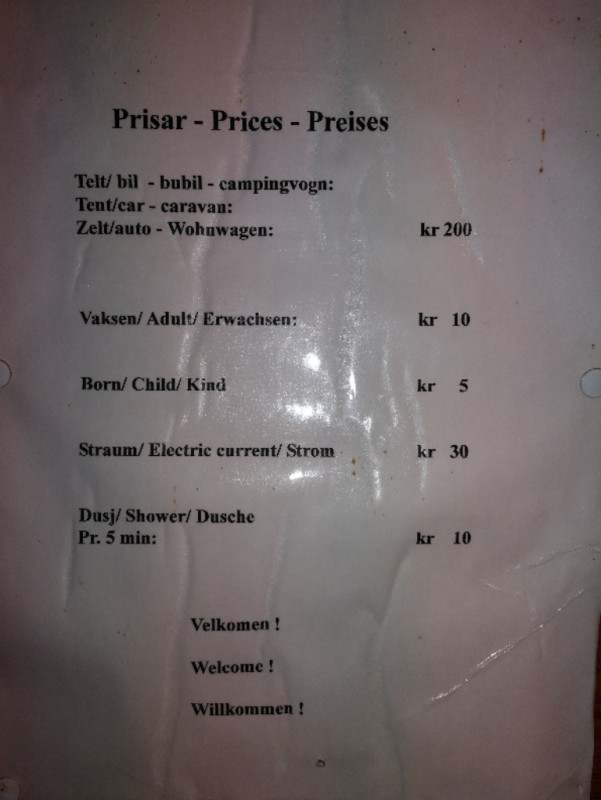 Prisar - Prices - Preises
Telt/ bil - bubil - campingvogn:
Tent/car - caravan:
Zelt/auto - Wohnwagen: kr 200
Vaksen/ Adult/ Erwachsen: kr 10
Born/ Child/ Kind kr 5
Straum/ Electric current/ Strom kr 30
Dusj/ Shower/ Dusche
Pr. 5 min: kr 10
Velkomen !
Welcome !
Willkommen !